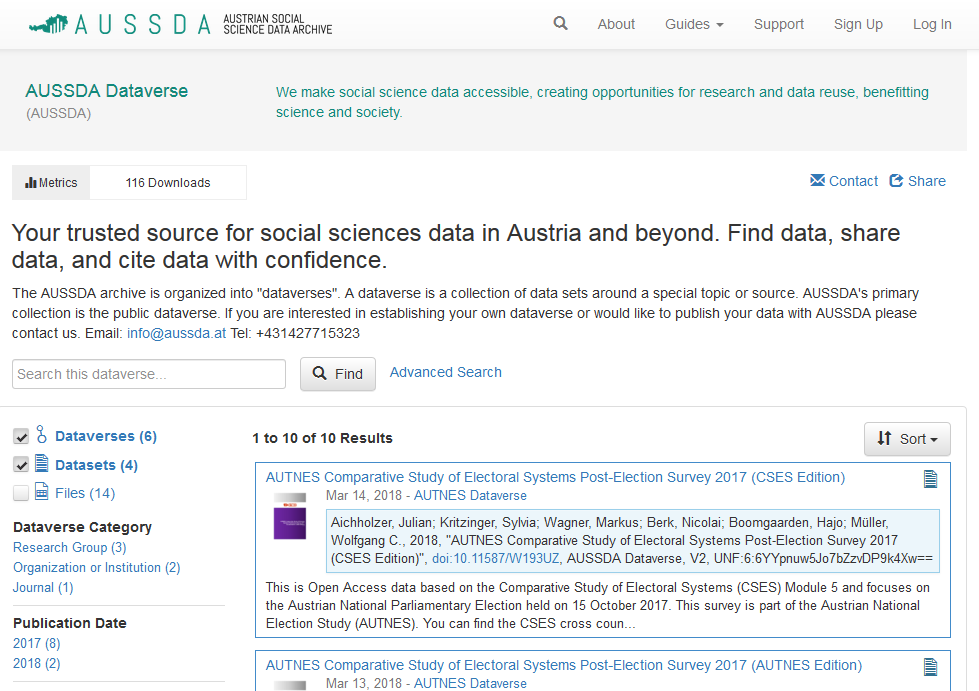 AUSSDA AUSTRIAN SOCIAL
SCIENCE DATA ARCHIVE
About Guides Support Sign Up Log In
AUSSDA Dataverse
(AUSSDA)
We make social science data accessible, creating opportunities for research and data reuse, benefitting
science and society.
Metrics 116 Downloads
Contact Share
Your trusted source for social sciences data in Austria and beyond. Find data, share
data, and cite data with confidence.
The AUSSDA archive is organized into "dataverses". A dataverse is a collection of data sets around a special topic or source. AUSSDA's primary
collection is the public dataverse. If you are interested in establishing your own dataverse or would like to publish your data with AUSSDA please
contact us. Email: info@aussda.at Tel: +431427715323
Search this dataverse...
Find
Advanced Search
Dataverses (6)
Datasets (4)
Files (14)
Dataverse Category
Research Group (3)
Organization or Institution (2)
Journal (1)
Publication Date
2017 (8)
2018 (2)
1 to 10 of 10 Results
Sort
AUTNES Comparative Study of Electoral Systems Post-Election Survey 2017 (CSES Edition)
Mar 14, 2018 - AUTNES Dataverse
Aichholzer, Julian; Kritzinger, Sylvia; Wagner, Markus; Berk, Nicolai; Boomgaarden, Hajo; Müller,
Wolfgang C., 2018, "AUTNES Comparative Study of Electoral Systems Post-Election Survey 2017
(CSES Edition)", doi:10.11587/W193UZ, AUSSDA Dataverse, V2, UNF:6:6YYpnuw5Jo7bZzvDP9k4Xw==
This is Open Access data based on the Comparative Study of Electoral Systems (CSES) Module 5 and focuses on
the Austrian National Parliamentary Election held on 15 October 2017. This survey is part of the Austrian National
Election Study (AUTNES). You can find the CSES cross coun...
AUTNES Comparative Study of Electoral Systems Post-Election Survey 2017 (AUTNES Edition)
Mar 13, 2018 - AUTNES Dataverse